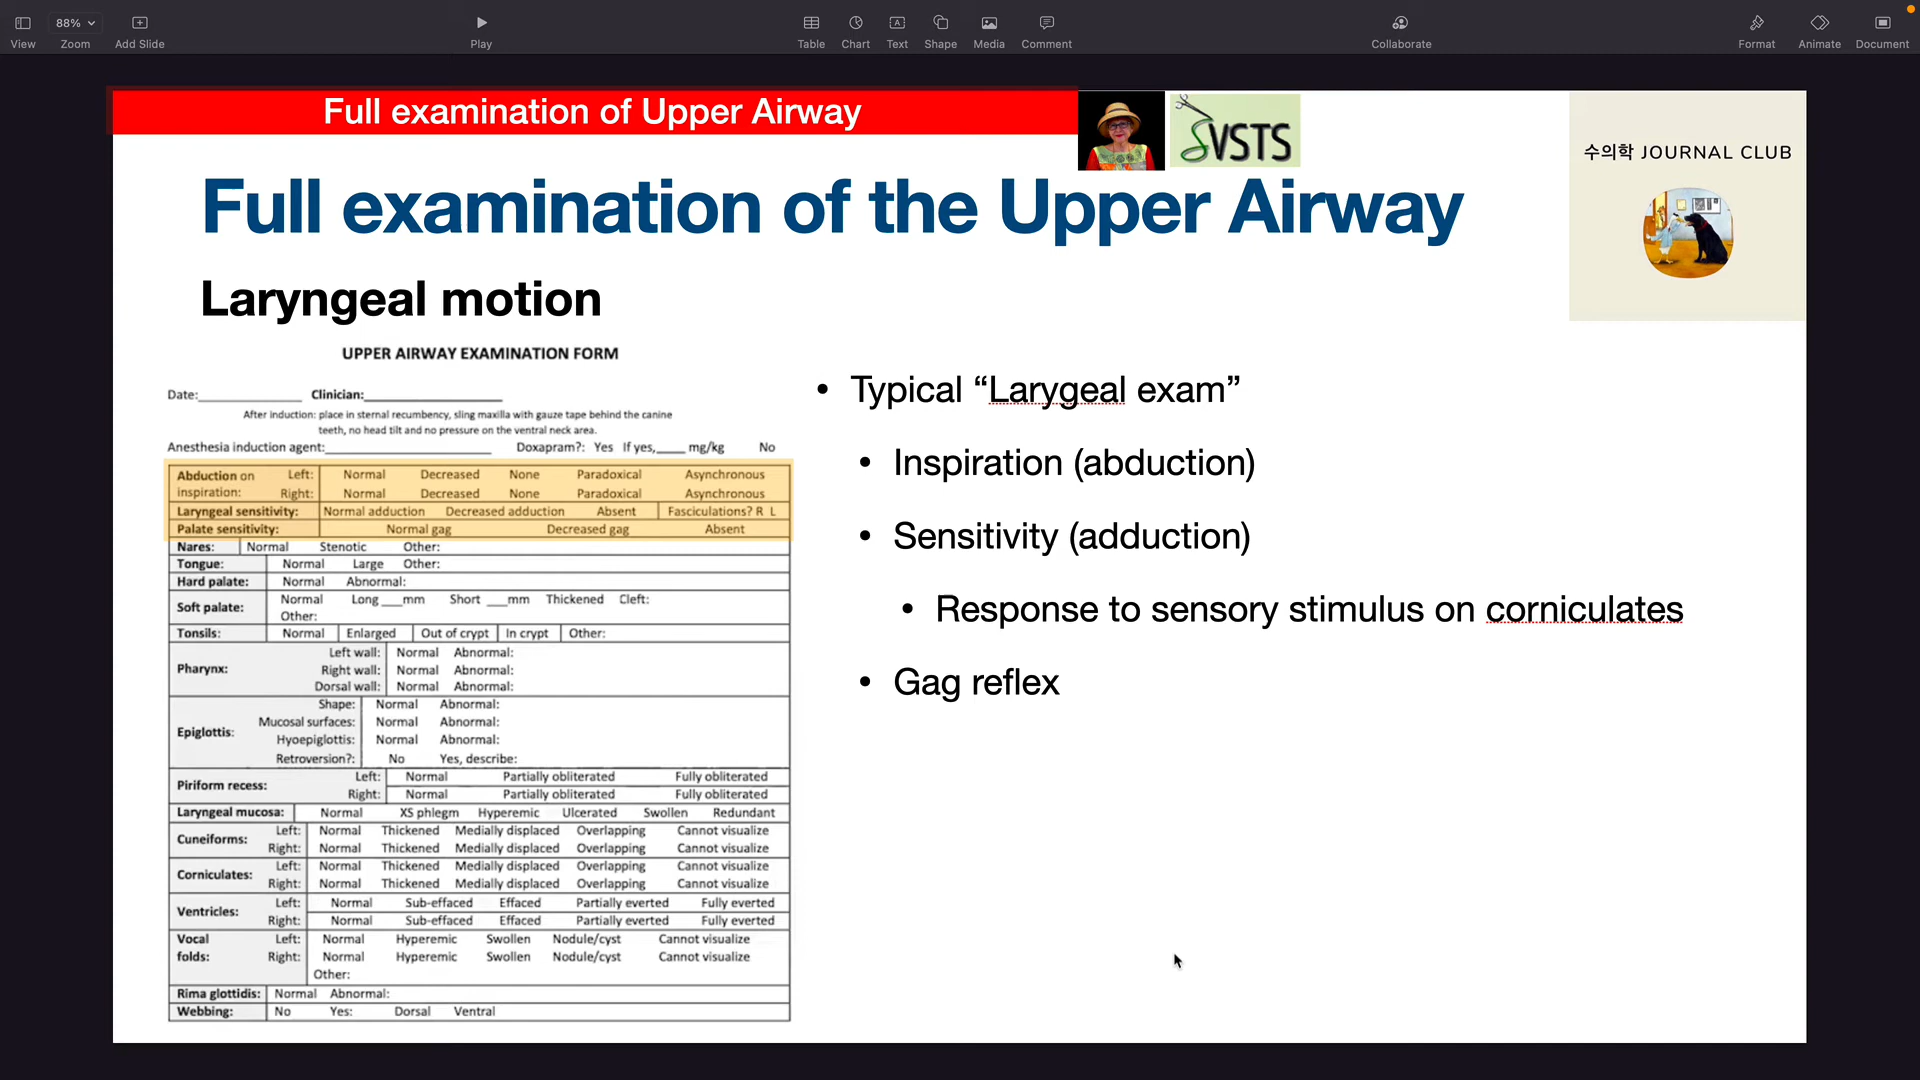 88%
View
Zoom
Add Slide
Play
Table
Chart
Text
Shape
Media
Comment
Collaborate
Format
Animate
Document
Full examination of Upper Airway
SVSTS
수의학 JOURNAL CLUB
Full examination of the Upper Airway
Laryngeal motion
UPPER AIRWAY EXAMINATION FORM
Date:____________ Clinician:____________________
After induction: place in sternal recumbency, sling maxilla with gauze tape behind the canine
teeth, no head tilt and no pressure on the ventral neck area.
Anesthesia induction agent:________________________ Doxapram?: Yes If yes,____ mg/kg No
Abduction on Left: Normal Decreased None Paradoxical Asynchronous
inspiration: Right: Normal Decreased None Paradoxical Asynchronous
Laryngeal sensitivity: Normal adduction Decreased adduction Absent Fasciculations? R L
Palate sensitivity: Normal gag Decreased gag Absent
Nares: Normal Stenotic Other:
Tongue: Normal Large Other:
Hard palate: Normal Abnormal:
Soft palate: Normal Long ___mm Short ___mm Thickened Cleft:
Other:
Tonsils: Normal Enlarged Out of crypt In crypt Other:
Pharynx: Left wall: Normal Abnormal:
Right wall: Normal Abnormal:
Dorsal wall: Normal Abnormal:
Epiglottis: Shape: Normal Abnormal:
Mucosal surfaces: Normal Abnormal:
Hyoepiglottis: Normal Abnormal:
Retroversion?: No Yes, describe:
Piriform recess: Left: Normal Partially obliterated Fully obliterated
Right: Normal Partially obliterated Fully obliterated
Laryngeal mucosa: Normal XS phlegm Hyperemic Ulcerated Swollen Redundant
Cuneiforms: Left: Normal Thickened Medially displaced Overlapping Cannot visualize
Right: Normal Thickened Medially displaced Overlapping Cannot visualize
Corniculates: Left: Normal Thickened Medially displaced Overlapping Cannot visualize
Right: Normal Thickened Medially displaced Overlapping Cannot visualize
Ventricles: Left: Normal Sub-effaced Effaced Partially everted Fully everted
Right: Normal Sub-effaced Effaced Partially everted Fully everted
Vocal Left: Normal Hyperemic Swollen Nodule/cyst Cannot visualize
folds: Right: Normal Hyperemic Swollen Nodule/cyst Cannot visualize
Other:
Rima glottidis: Normal Abnormal:
Webbing: No Yes: Dorsal Ventral
• Typical “Larygeal exam”
• Inspiration (abduction)
• Sensitivity (adduction)
• Response to sensory stimulus on corniculates
• Gag reflex